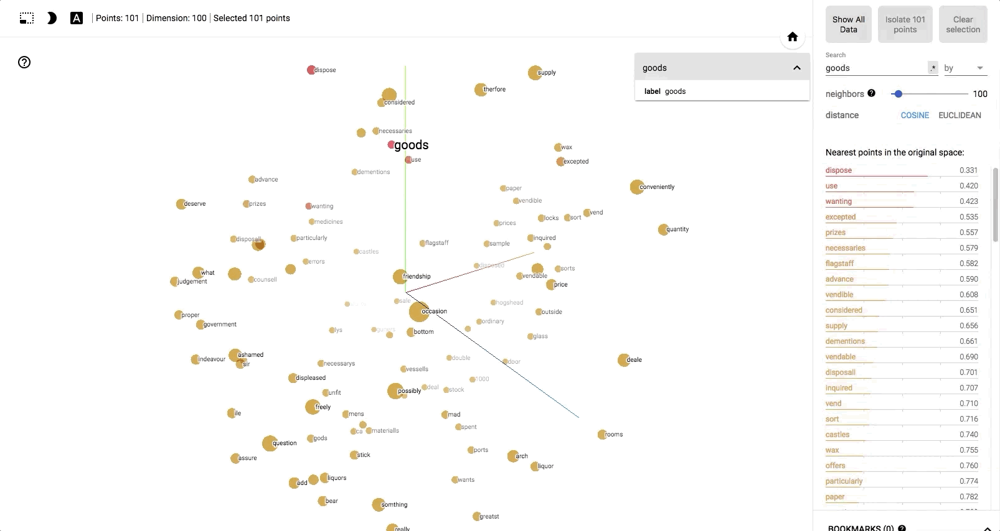 Points: 101 | Dimension: 100 | Selected 101 points
A
Show All Data
Isolate 101 points
Clear selection
Search
goods
.*
by
neighbors
100
distance
COSINE
EUCLIDEAN
Nearest points in the original space:
dispose 0.331
use 0.420
wanting 0.423
excepted 0.535
prizes 0.557
necessaries 0.579
flagstaff 0.582
advance 0.590
vendible 0.608
considered 0.651
supply 0.656
dementions 0.661
vendable 0.690
disposall 0.701
inquired 0.707
vend 0.710
sort 0.716
castles 0.740
wax 0.755
offers 0.760
particularly 0.774
paper 0.782
BOOKMARKS (0)
goods
label goods
dispose
supply
therfore
considered
necessaries
goods
wax
use
excepted
dementions
advance
conveniently
paper
vendible
deserve
prizes
wanting
vend
locks
sort
medicines
prices
quantity
disposall
particularly
inquired
flagstaff
sample
castles
errors
disposed
sorts
what
friendship
vendable
judgement
counsell
price
sale
hogshead
occasion
outside
proper
ordinary
government
lys
guners
bottom
glass
ashamed
indeavour
sir
necessarys
double
door
deale
vessells
displeased
1000
deal
possibly
stock
unfit
freely
ile
mens
mad
ca
materialls
spent
gods
rooms
question
ports
stick
arch
assure
liquor
liquors
add
wants
bear
somthing
greatst
really